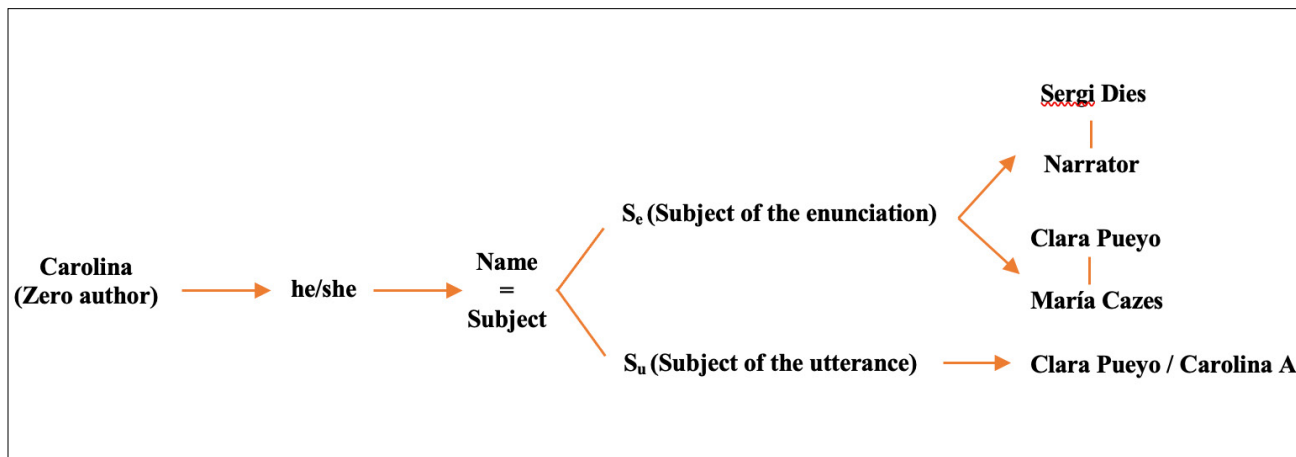 Sergi Dies
Narrator
Sₑ (Subject of the enunciation)
Clara Pueyo
Carolina
(Zero author)
he/she
Name
=
Subject
María Cazes
Sᵤ (Subject of the utterance)
Clara Pueyo / Carolina A